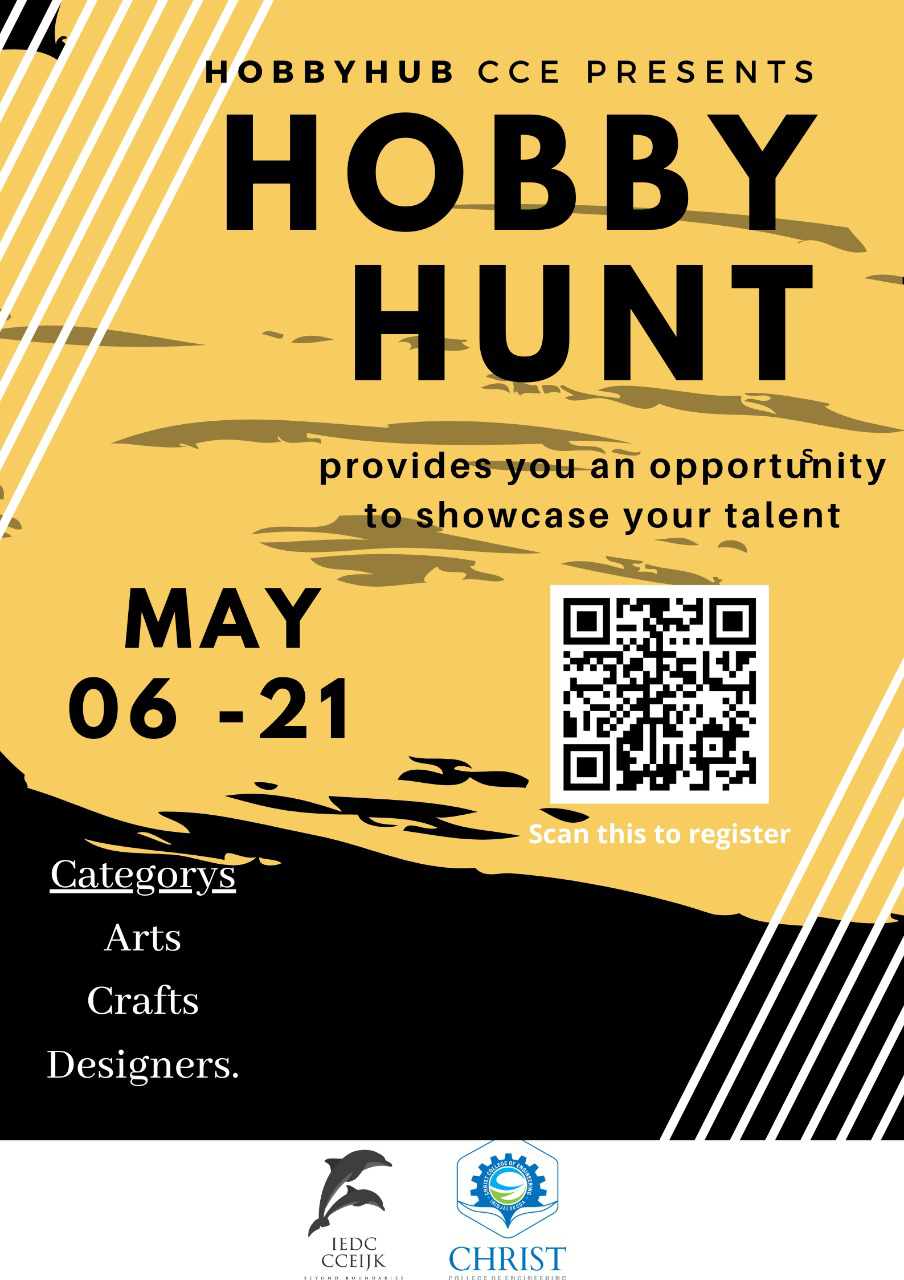 HOBBYHUB CCE PRESENTS
HOBBY
HUNT
s
provides you an opportunity
to showcase your talent
MAY
06 -21
Scan this to register
Categorys
Arts
Crafts
Designers.
IEDC
CCEIJK
BEYOND BOUNDARIES
CHRIST COLLEGE OF ENGINEERING
IRINJALAKUDA
CHRIST
COLLEGE OF ENGINEERING